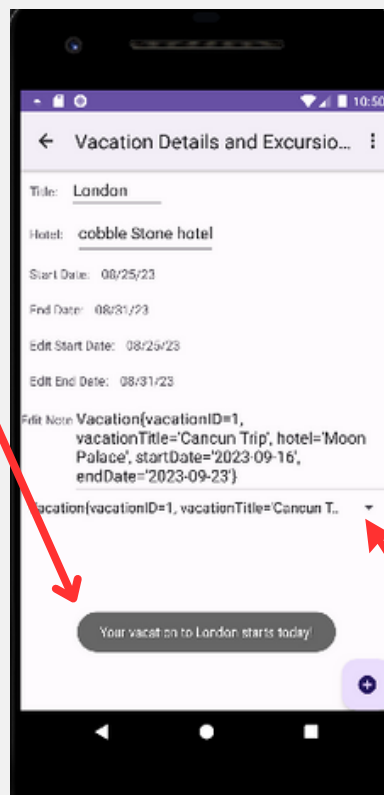 10:50
Vacation Details and Excursio...
Title: London
Hotel: cobble Stone hotel
Start Date: 08/25/23
End Date: 08/31/23
Edit Start Date: 08/25/23
Edit End Date: 08/31/23
Edit Note Vacation{vacationID=1,
vacationTitle='Cancun Trip', hotel='Moon
Palace', startDate='2023-09-16',
endDate='2023-09-23'}
Vacation{vacationID=1, vacationTitle='Cancun T..
Your vacation to London starts today!